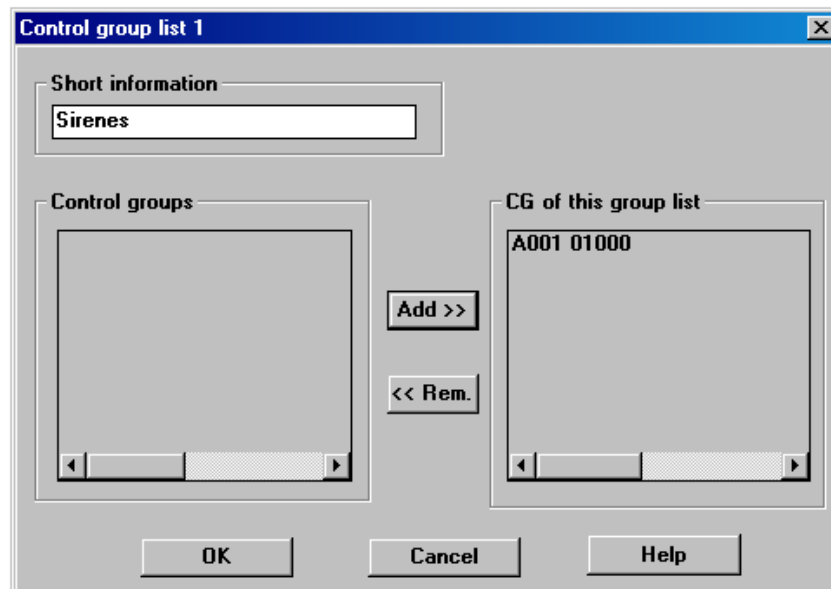 Control group list 1
Short information
Sirenes
Control groups
CG of this group list
A001 01000
Add >>
<< Rem.
OK
Cancel
Help